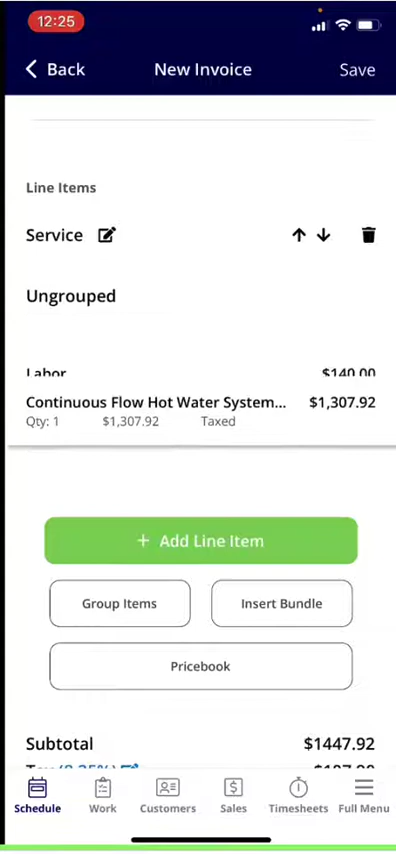 12:25
Back New Invoice Save
Line Items
Service
Ungrouped
Labor $140.00
Continuous Flow Hot Water System... $1,307.92
Qty: 1 $1,307.92 Taxed
+ Add Line Item
Group Items Insert Bundle
Pricebook
Subtotal $1447.92
Schedule Work Customers Sales Timesheets Full Menu